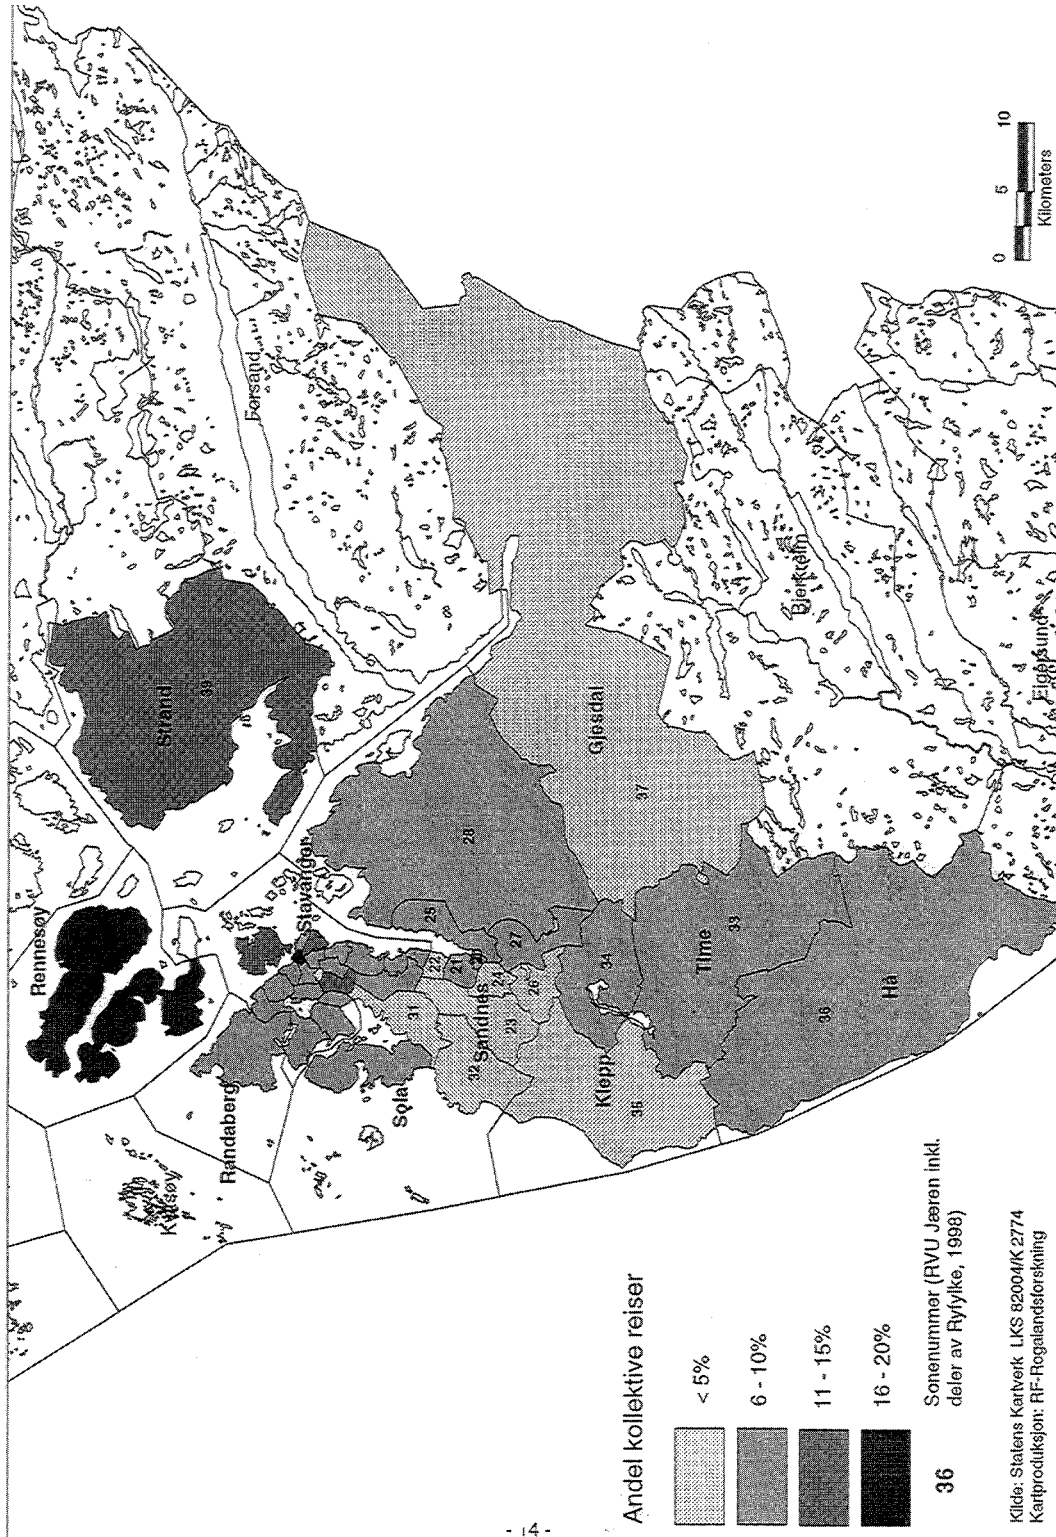 Rennesøy
Strand
39
Forsand
Kvitsøy
Randaberg
Stavanger
Sola
28
25
27
22
21
20
24
26
31
23
Sandnes
32
Gjesdal
37
34
Klepp
35
Time
33
36
Hå
Bjerkreim
Eigersund
0 5 10
Kilometers
Andel kollektive reiser
< 5%
6 - 10%
11 - 15%
16 - 20%
36 Sonenummer (RVU Jæren inkl.
deler av Ryfylke, 1998)
Kilde: Statens Kartverk LKS 82004/K 2774
Kartproduksjon: RF-Rogalandsforskning
- 14 -